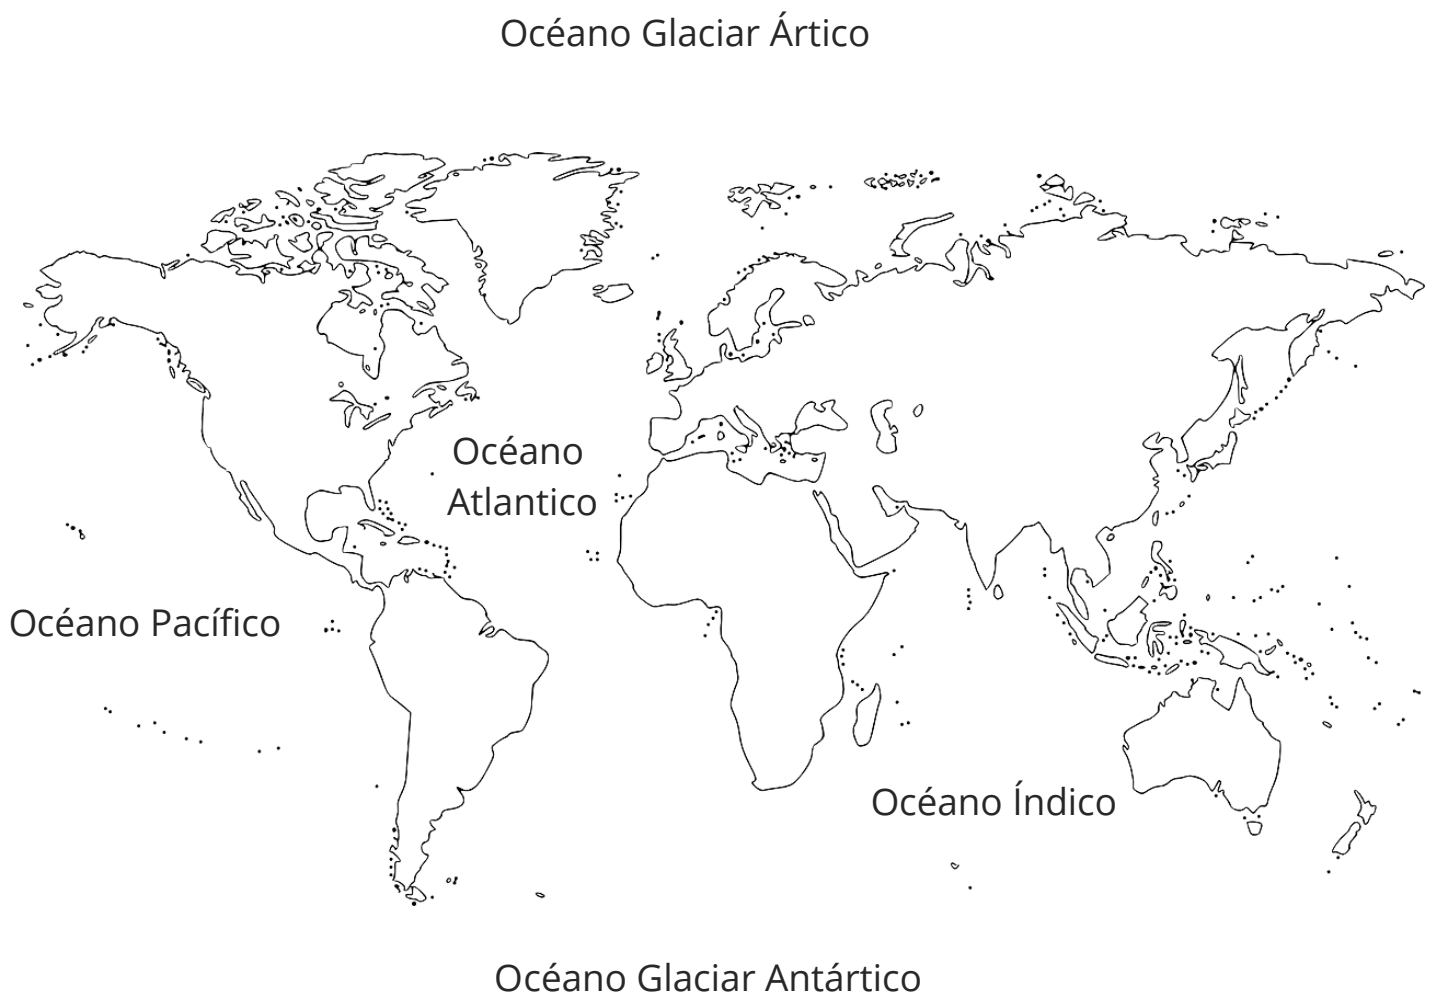 Océano Glaciar Ártico
Océano
Atlantico
Océano Pacífico
Océano Índico
Océano Glaciar Antártico